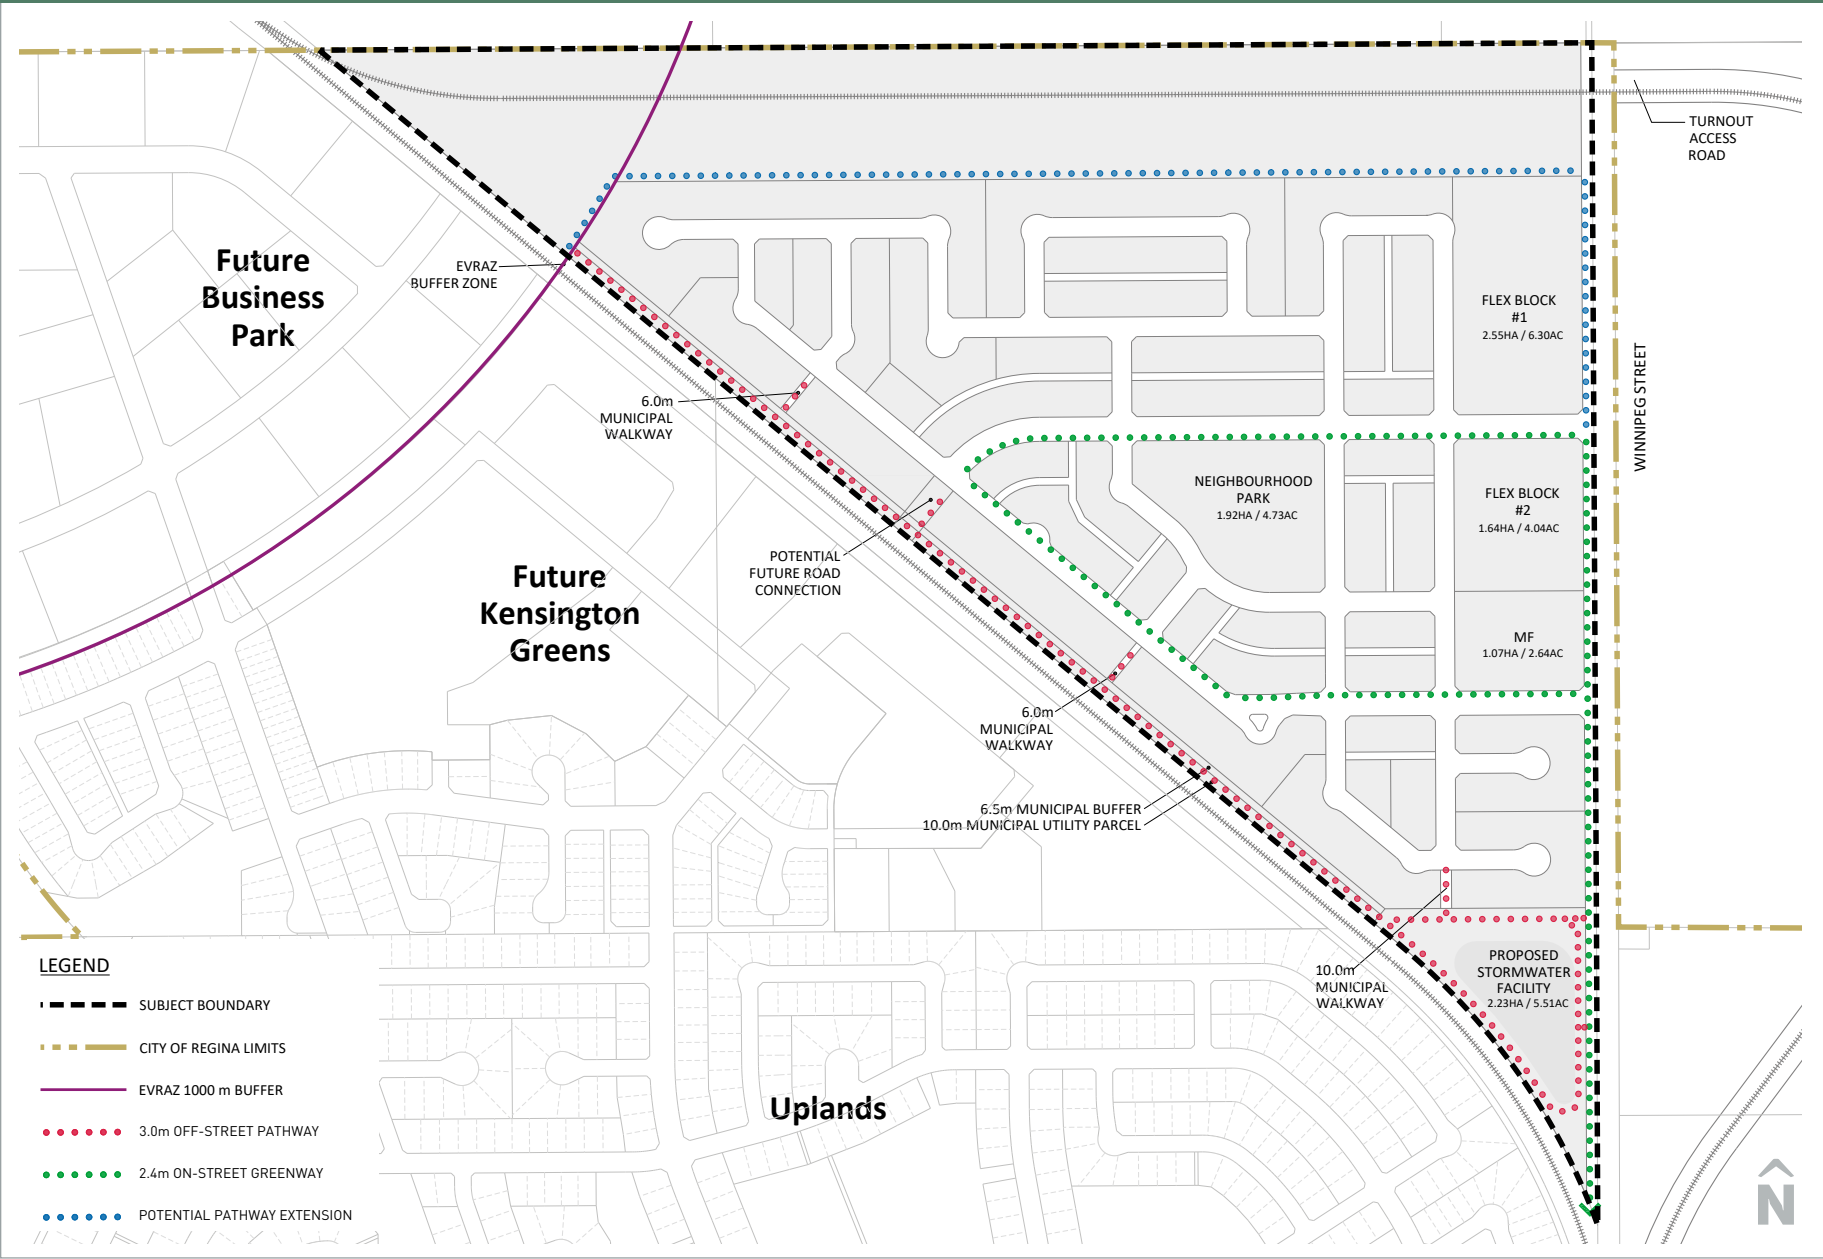 TURNOUT
ACCESS
ROAD
Future
Business
Park
EVRAZ
BUFFER ZONE
FLEX BLOCK
#1
2.55HA / 6.30AC
WINNIPEG STREET
6.0m
MUNICIPAL
WALKWAY
NEIGHBOURHOOD
PARK
1.92HA / 4.73AC
FLEX BLOCK
#2
1.64HA / 4.04AC
POTENTIAL
FUTURE ROAD
CONNECTION
Future
Kensington
Greens
MF
1.07HA / 2.64AC
6.0m
MUNICIPAL
WALKWAY
6.5m MUNICIPAL BUFFER
10.0m MUNICIPAL UTILITY PARCEL
10.0m
MUNICIPAL
WALKWAY
PROPOSED
STORMWATER
FACILITY
2.23HA / 5.51AC
Uplands
LEGEND
SUBJECT BOUNDARY
CITY OF REGINA LIMITS
EVRAZ 1000 m BUFFER
3.0m OFF-STREET PATHWAY
2.4m ON-STREET GREENWAY
POTENTIAL PATHWAY EXTENSION
N